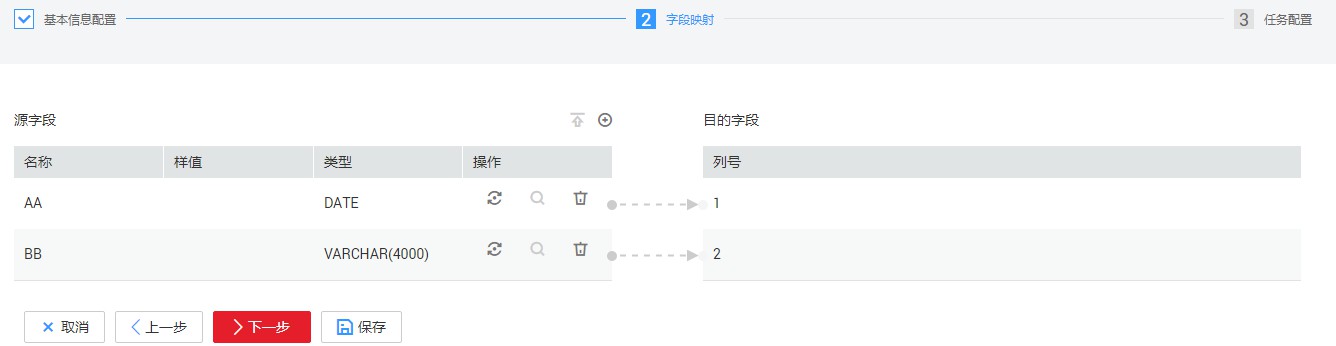 基本信息配置 2 字段映射 3 任务配置
源字段 目的字段
名称 样值 类型 操作 列号
AA DATE 1
BB VARCHAR(4000) 2
取消 上一步 下一步 保存